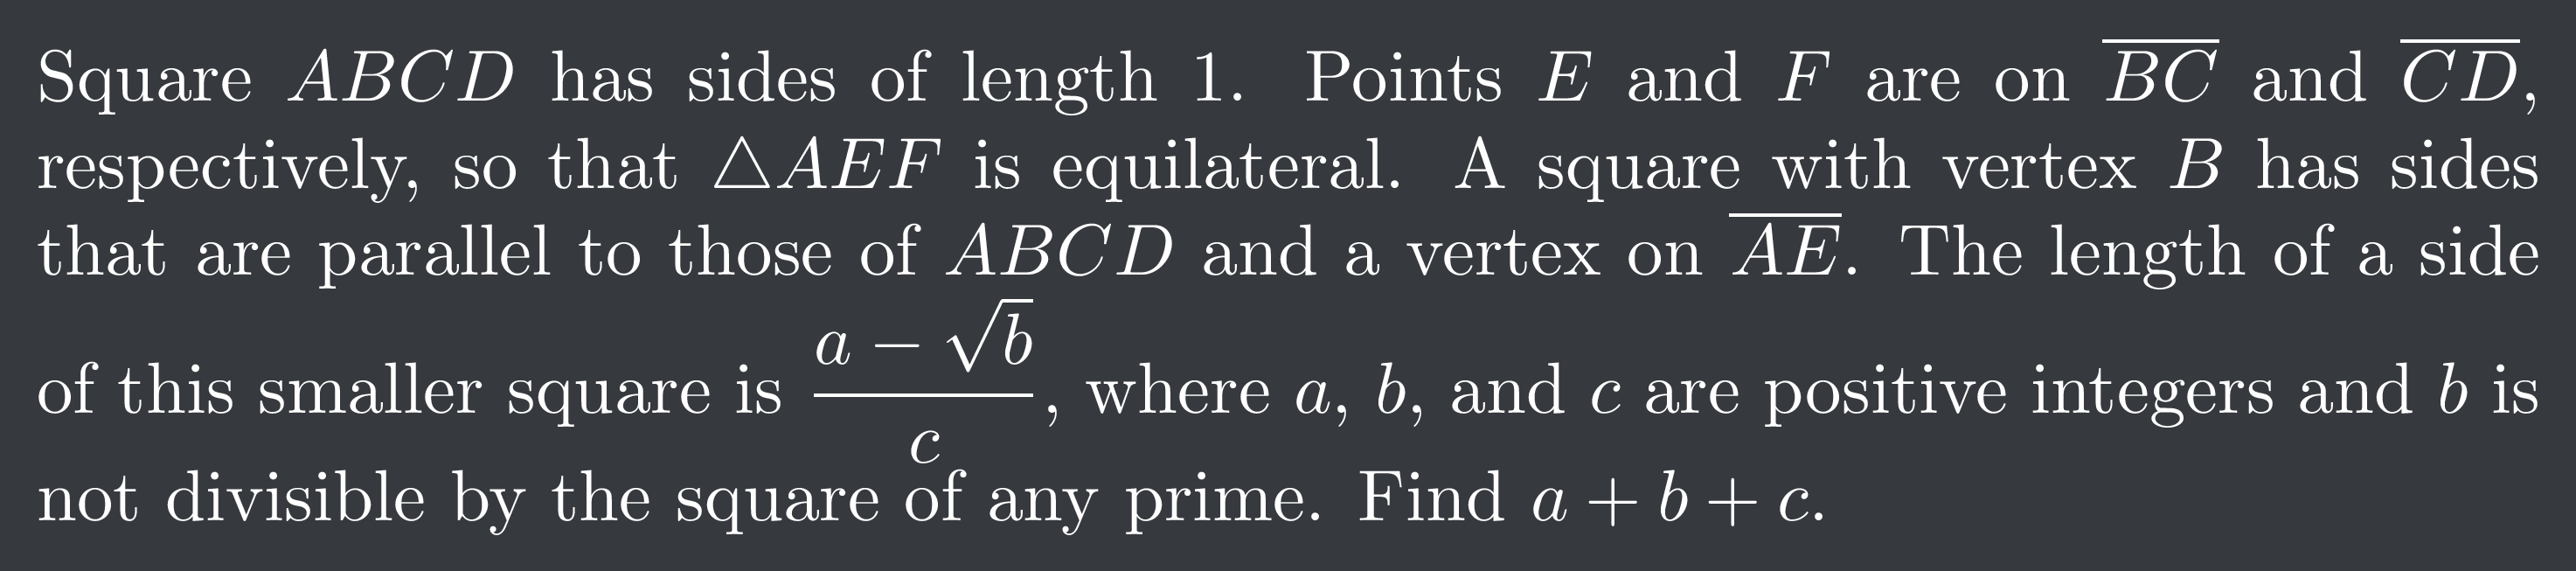 Square ABCD has sides of length 1. Points E and F are on \overline{BC} and \overline{CD},
respectively, so that △AEF is equilateral. A square with vertex B has sides
that are parallel to those of ABCD and a vertex on \overline{AE}. The length of a side
of this smaller square is \frac{a - \sqrt{b}}{c}, where a, b, and c are positive integers and b is
not divisible by the square of any prime. Find a + b + c.